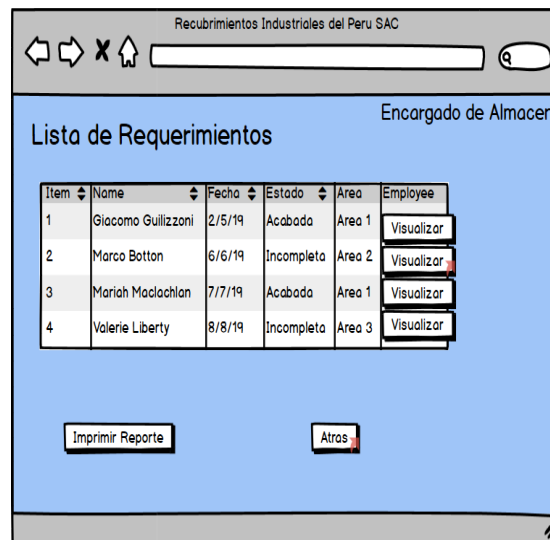 Recubrimientos Industriales del Peru SAC
Encargado de Almacen
Lista de Requerimientos
Item Name Fecha Estado Area Employee
1 Giacomo Guilizzoni 2/5/19 Acabada Area 1 Visualizar
2 Marco Botton 6/6/19 Incompleta Area 2 Visualizar
3 Mariah Maclachlan 7/7/19 Acabada Area 1 Visualizar
4 Valerie Liberty 8/8/19 Incompleta Area 3 Visualizar
Imprimir Reporte Atras